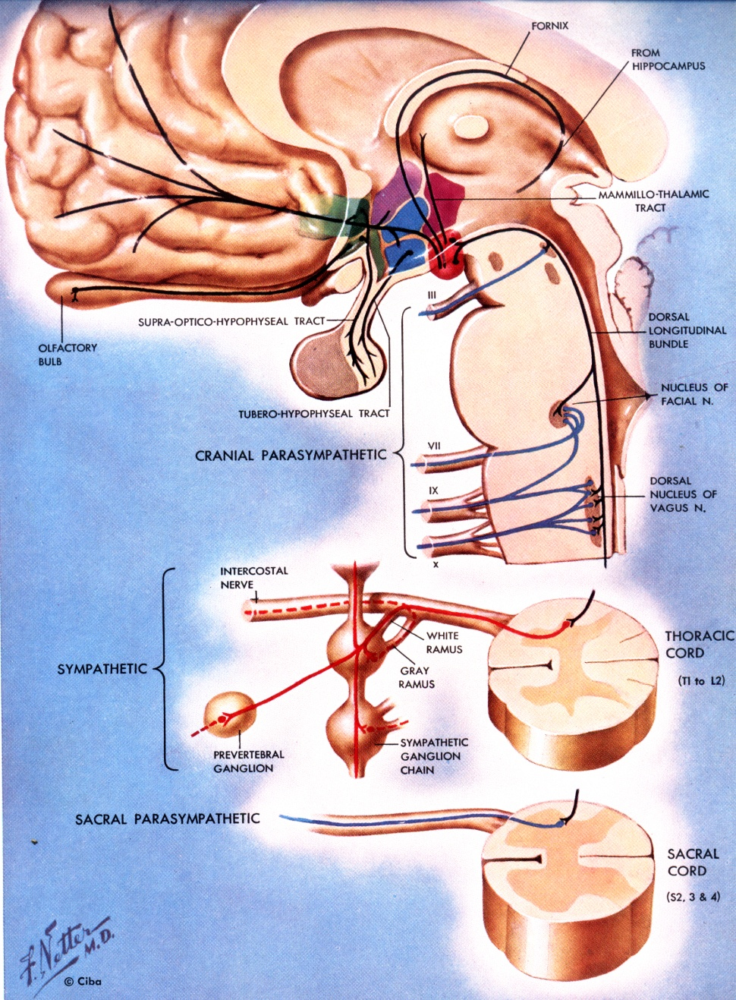 FORNIX
FROM
HIPPOCAMPUS
MAMMILLO-THALAMIC
TRACT
III
SUPRA-OPTICO-HYPOPHYSEAL TRACT
DORSAL
LONGITUDINAL
BUNDLE
OLFACTORY
BULB
NUCLEUS OF
FACIAL N.
TUBERO-HYPOPHYSEAL TRACT
CRANIAL PARASYMPATHETIC
VII
IX
DORSAL
NUCLEUS OF
VAGUS N.
X
INTERCOSTAL
NERVE
WHITE
RAMUS
THORACIC
CORD
(T1 to L2)
SYMPATHETIC
GRAY
RAMUS
PREVERTEBRAL
GANGLION
SYMPATHETIC
GANGLION
CHAIN
SACRAL PARASYMPATHETIC
SACRAL
CORD
(S2, 3 & 4)
F. Netter
M.D.
© Ciba